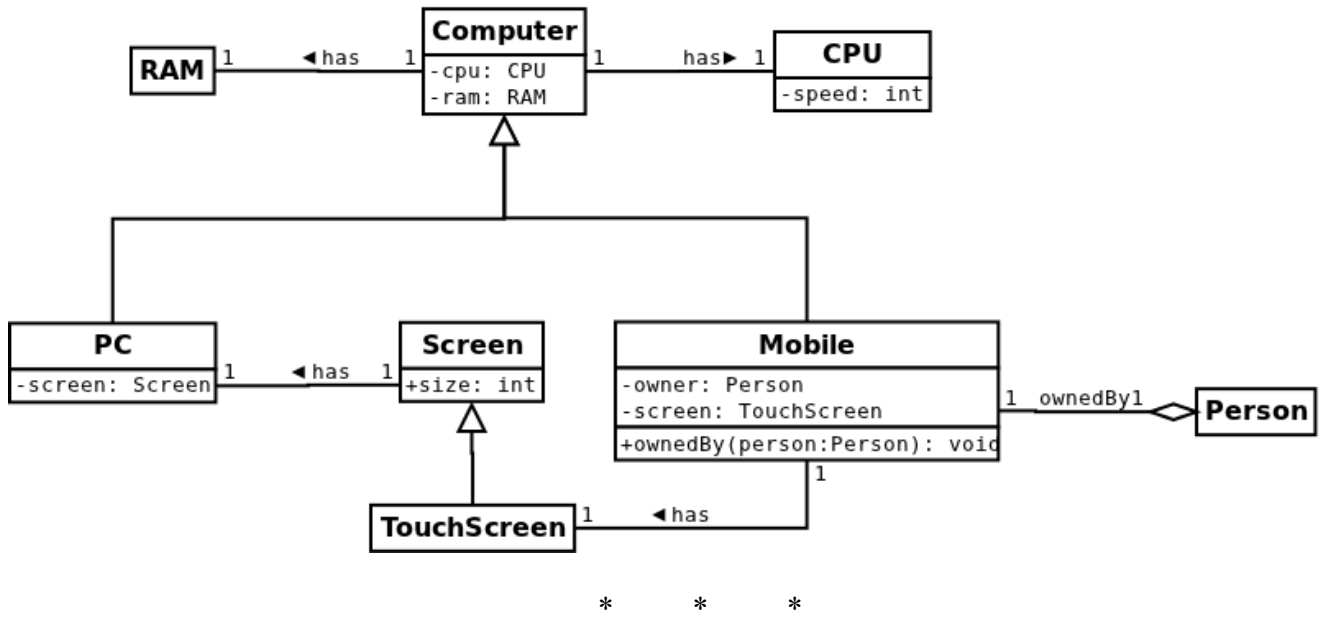 Computer
-cpu: CPU
-ram: RAM
RAM
1 ◄has 1
1 has► 1
CPU
-speed: int
PC
-screen: Screen
1 ◄has 1
Screen
+size: int
Mobile
-owner: Person
-screen: TouchScreen
+ownedBy(person:Person): void
1 ownedBy1
Person
1
TouchScreen
1 ◄has
* * *